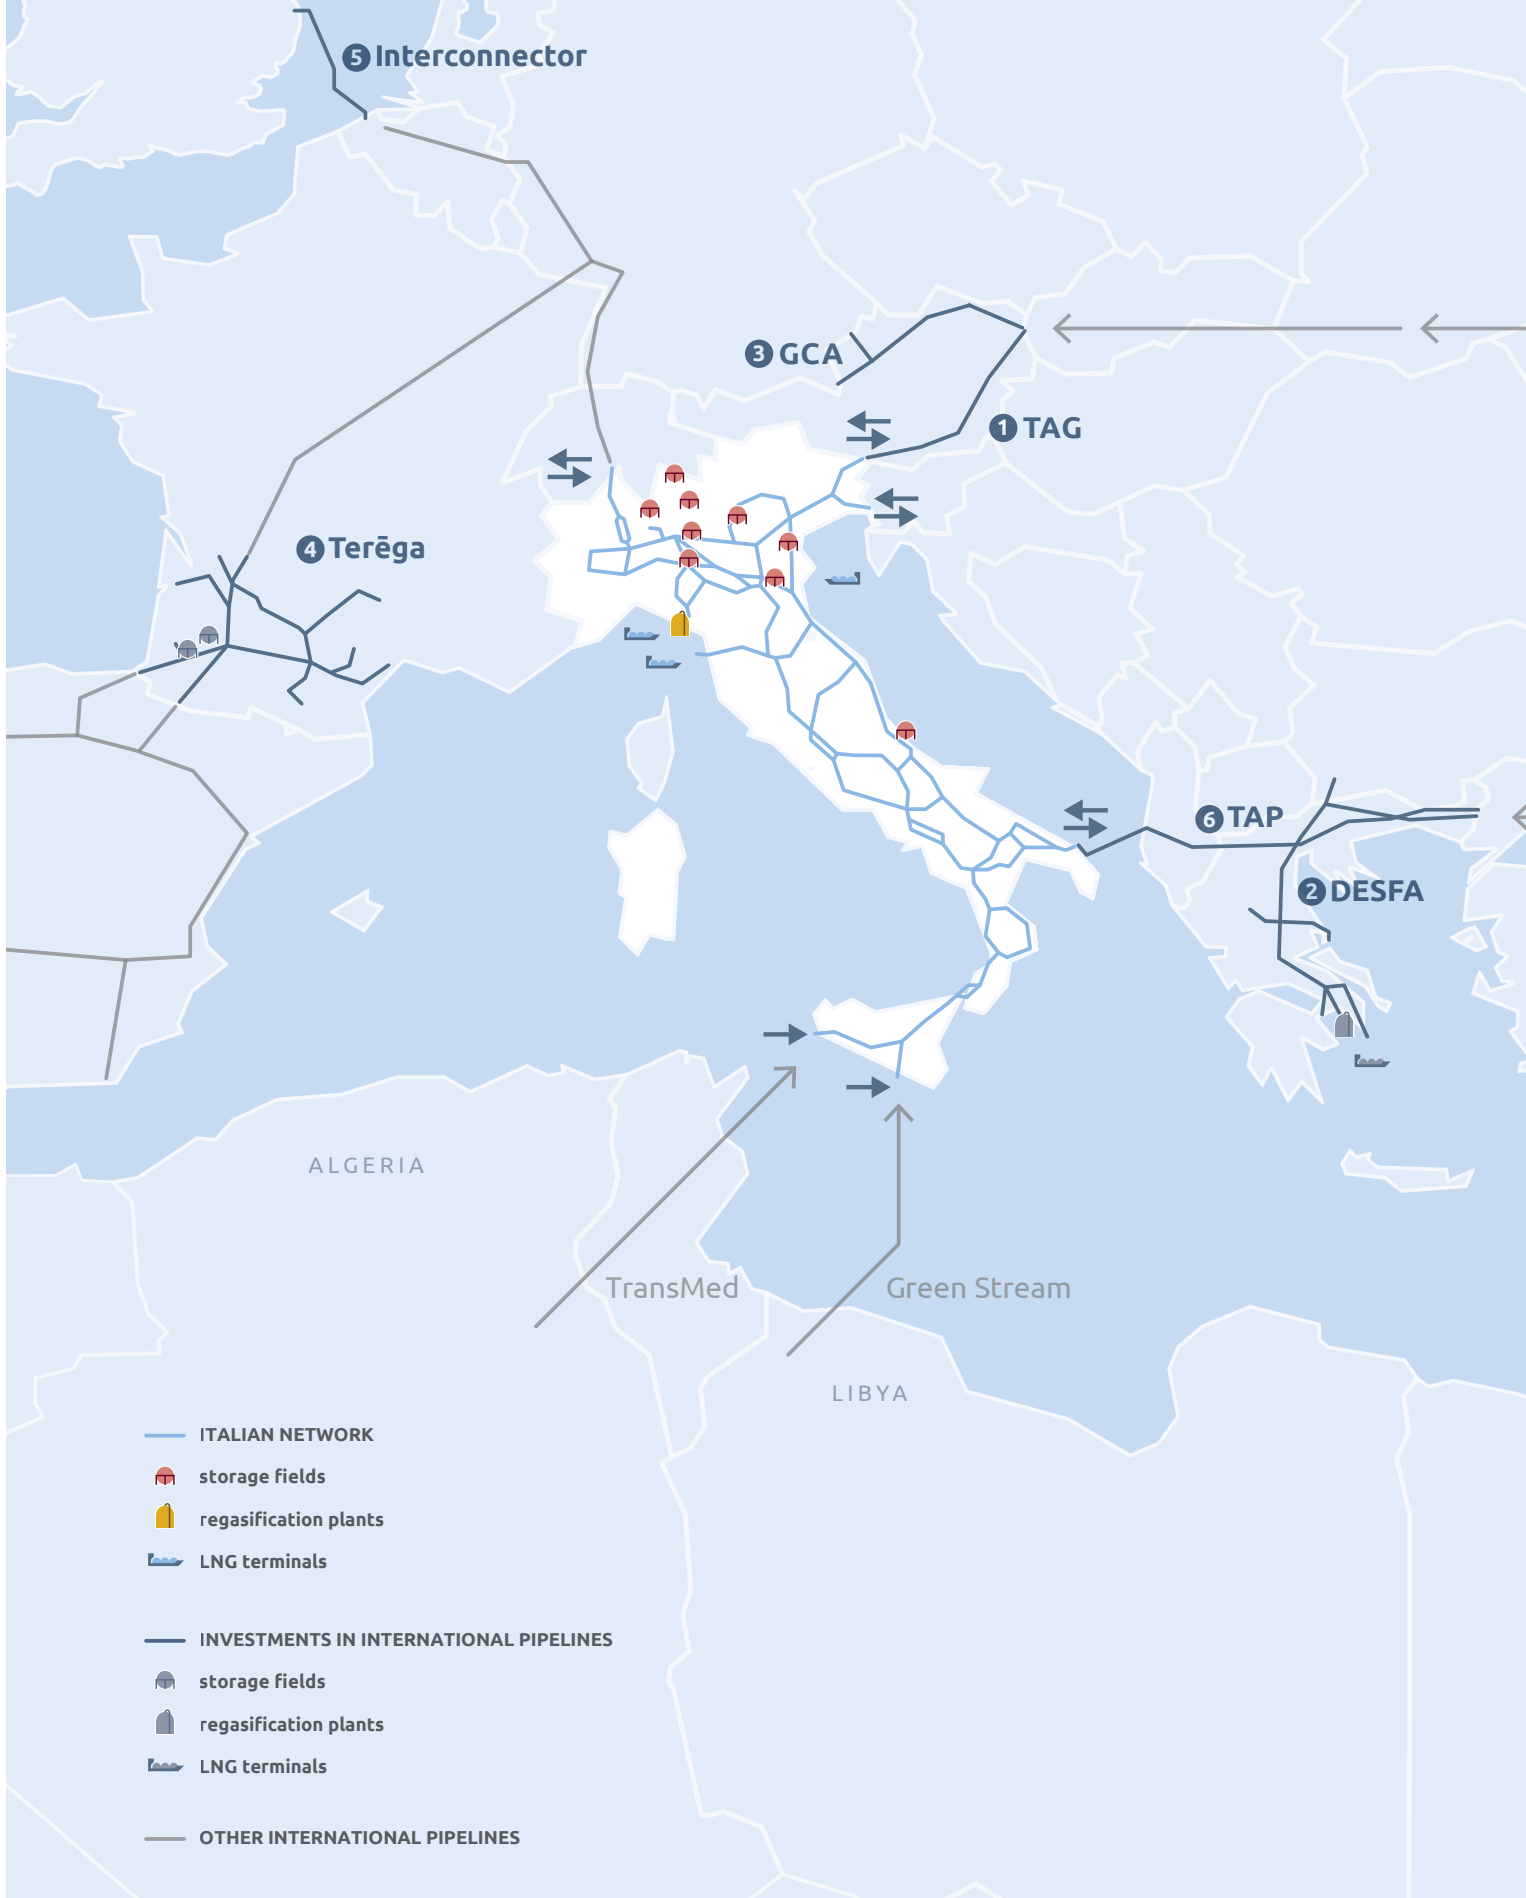 5 Interconnector
3 GCA
1 TAG
4 Terēga
6 TAP
2 DESFA
ALGERIA
TransMed
Green Stream
LIBYA
ITALIAN NETWORK
storage fields
regasification plants
LNG terminals
INVESTMENTS IN INTERNATIONAL PIPELINES
storage fields
regasification plants
LNG terminals
OTHER INTERNATIONAL PIPELINES